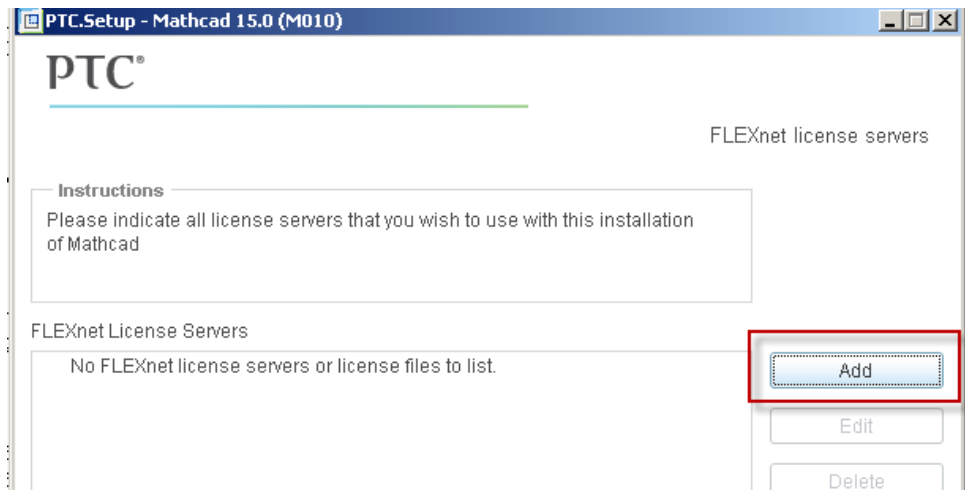 PTC.Setup - Mathcad 15.0 (M010)
PTC®
FLEXnet license servers
Instructions
Please indicate all license servers that you wish to use with this installation
of Mathcad
FLEXnet License Servers
No FLEXnet license servers or license files to list.
Add
Edit
Delete